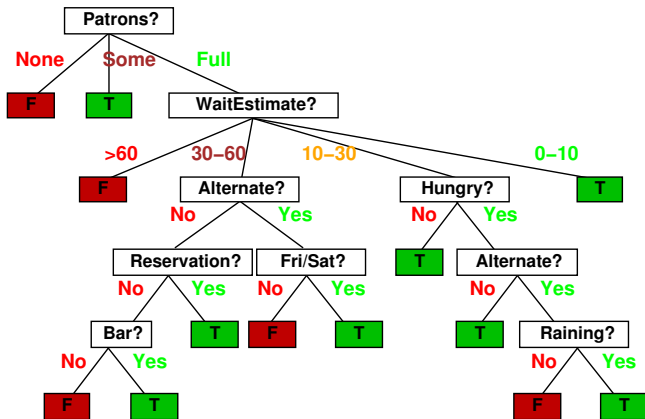 Patrons?
None Some Full
F T WaitEstimate?
>60 30–60 10–30 0–10
F Alternate? Hungry? T
No Yes No Yes
Reservation? Fri/Sat? T Alternate?
No Yes No Yes No Yes
Bar? T F T T Raining?
No Yes No Yes
F T F T